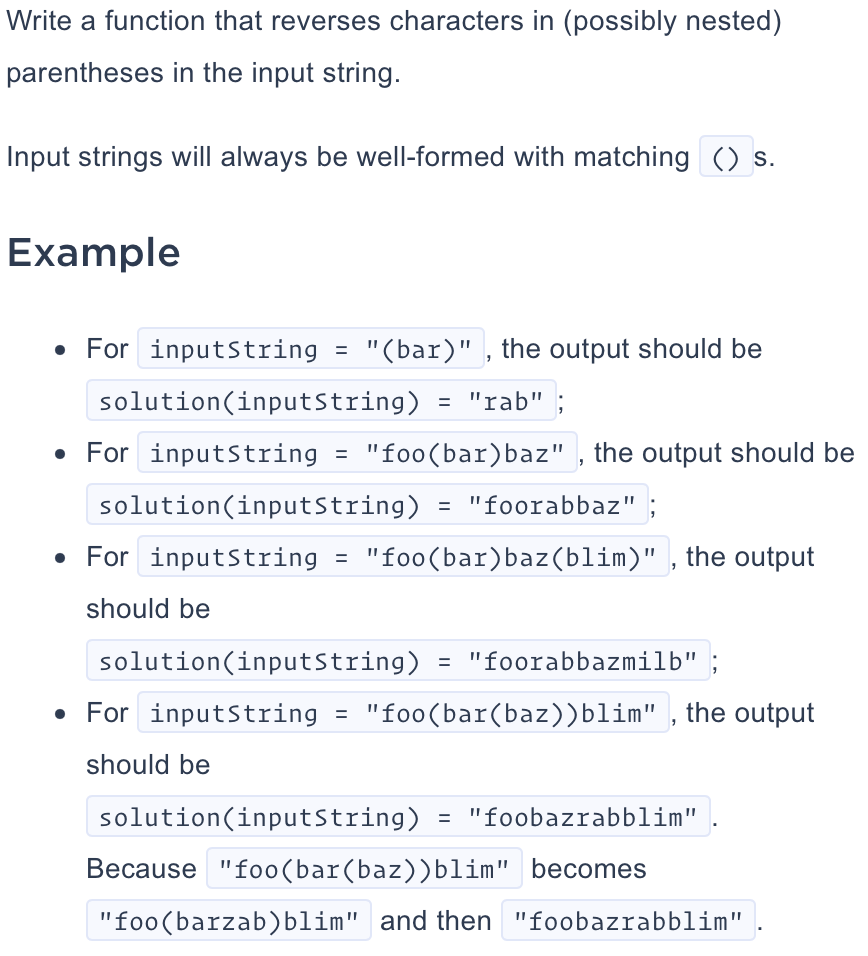 Write a function that reverses characters in (possibly nested)
parentheses in the input string.
Input strings will always be well-formed with matching () s.
Example
• For inputString = "(bar)" , the output should be
solution(inputString) = "rab" ;
• For inputString = "foo(bar)baz" , the output should be
solution(inputString) = "foorabbaz" ;
• For inputString = "foo(bar)baz(blim)" , the output
should be
solution(inputString) = "foorabbazmilb" ;
• For inputString = "foo(bar(baz))blim" , the output
should be
solution(inputString) = "foobazrabblim" .
Because "foo(bar(baz))blim" becomes
"foo(barzab)blim" and then "foobazrabblim" .